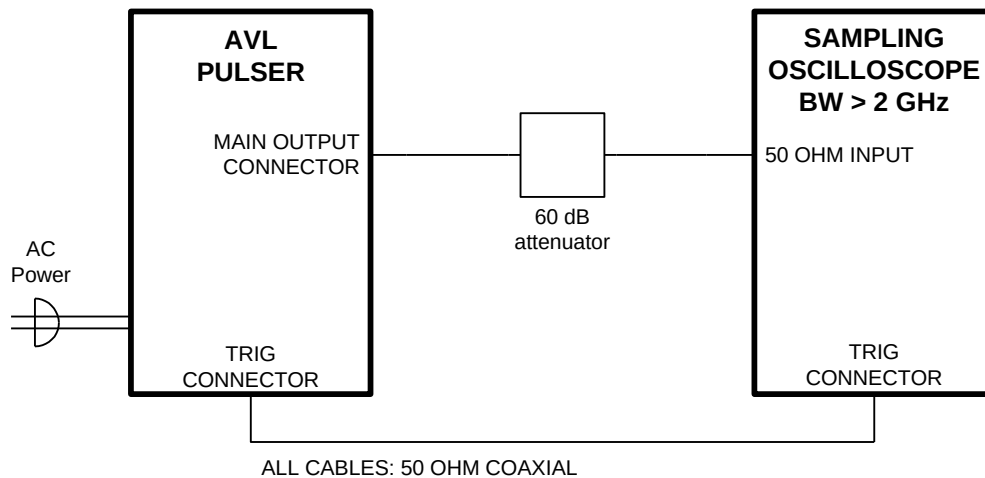 AVL
PULSER
MAIN OUTPUT
CONNECTOR
TRIG
CONNECTOR
AC
Power
60 dB
attenuator
SAMPLING
OSCILLOSCOPE
BW > 2 GHz
50 OHM INPUT
TRIG
CONNECTOR
ALL CABLES: 50 OHM COAXIAL